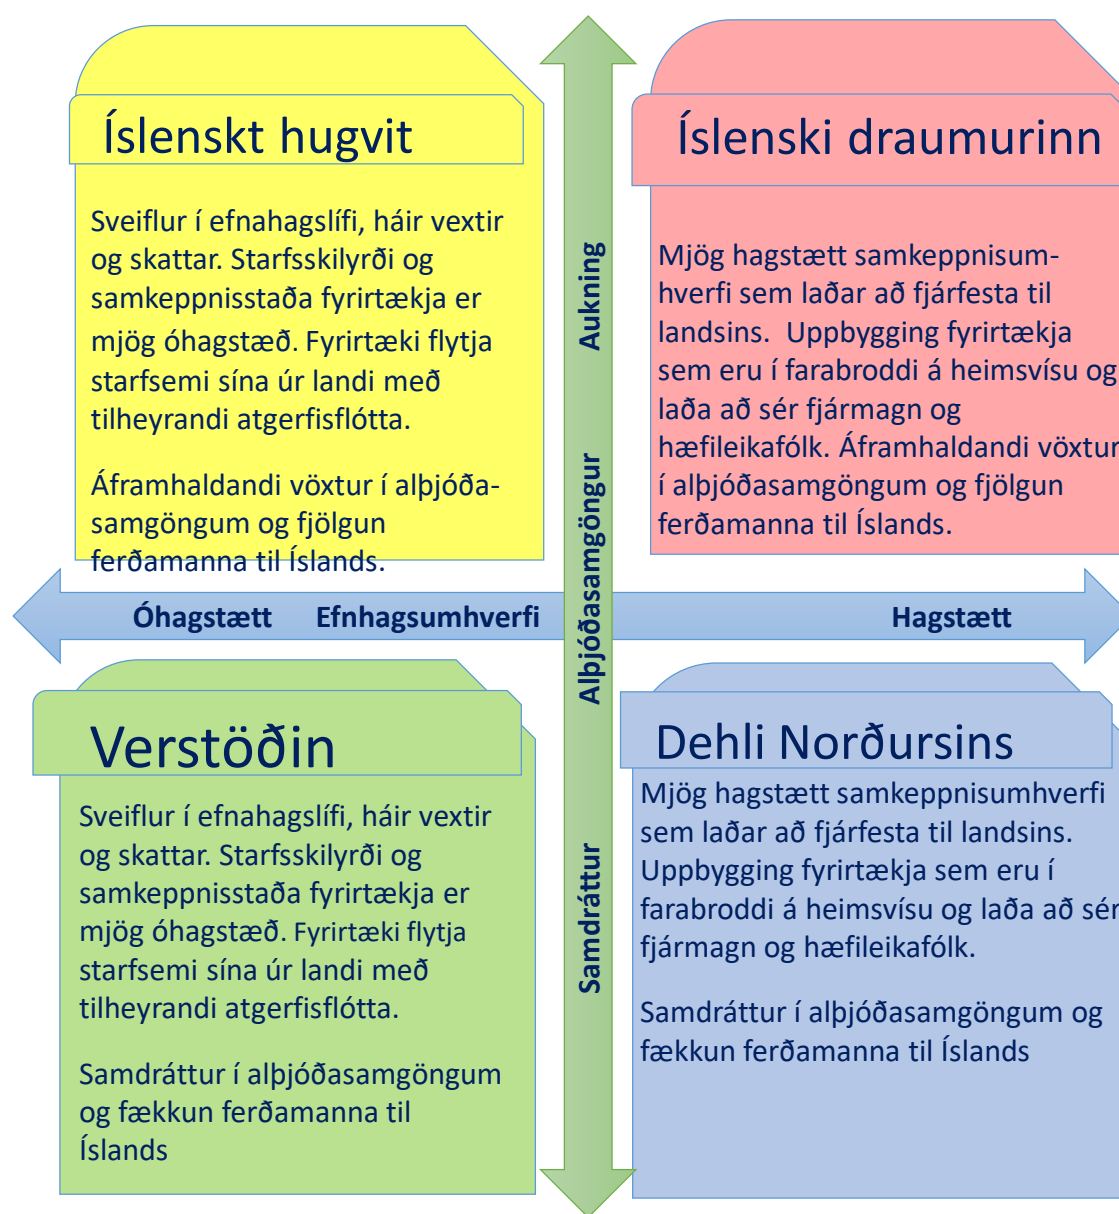 Íslenskt hugvit
Sveiflur í efnahagslífi, háir vextir
og skattar. Starfsskilyrði og
samkeppnisstaða fyrirtækja er
mjög óhagstæð. Fyrirtæki flytja
starfsemi sína úr landi með
tilheyrandi atgerfisflótta.
Áframhaldandi vöxtur í alþjóða-
samgöngum og fjölgun
ferðamanna til Íslands.
Íslenski draumurinn
Mjög hagstætt samkeppnisum-
hverfi sem laðar að fjárfesta til
landsins. Uppbygging fyrirtækja
sem eru í farabroddi á heimsvísu og
laða að sér fjármagn og
hæfileikafólk. Áframhaldandi vöxtur
í alþjóðasamgöngum og fjölgun
ferðamanna til Íslands.
Aukning
Alþjóðasamgöngur
Samdráttur
Óhagstætt
Efnhagsumhverfi
Hagstætt
Verstöðin
Sveiflur í efnahagslífi, háir vextir
og skattar. Starfsskilyrði og
samkeppnisstaða fyrirtækja er
mjög óhagstæð. Fyrirtæki flytja
starfsemi sína úr landi með
tilheyrandi atgerfisflótta.
Samdráttur í alþjóðasamgöngum
og fækkun ferðamanna til
Íslands
Dehli Norðursins
Mjög hagstætt samkeppnisumhverfi
sem laðar að fjárfesta til landsins.
Uppbygging fyrirtækja sem eru í
farabroddi á heimsvísu og laða að sér
fjármagn og hæfileikafólk.
Samdráttur í alþjóðasamgöngum og
fækkun ferðamanna til Íslands